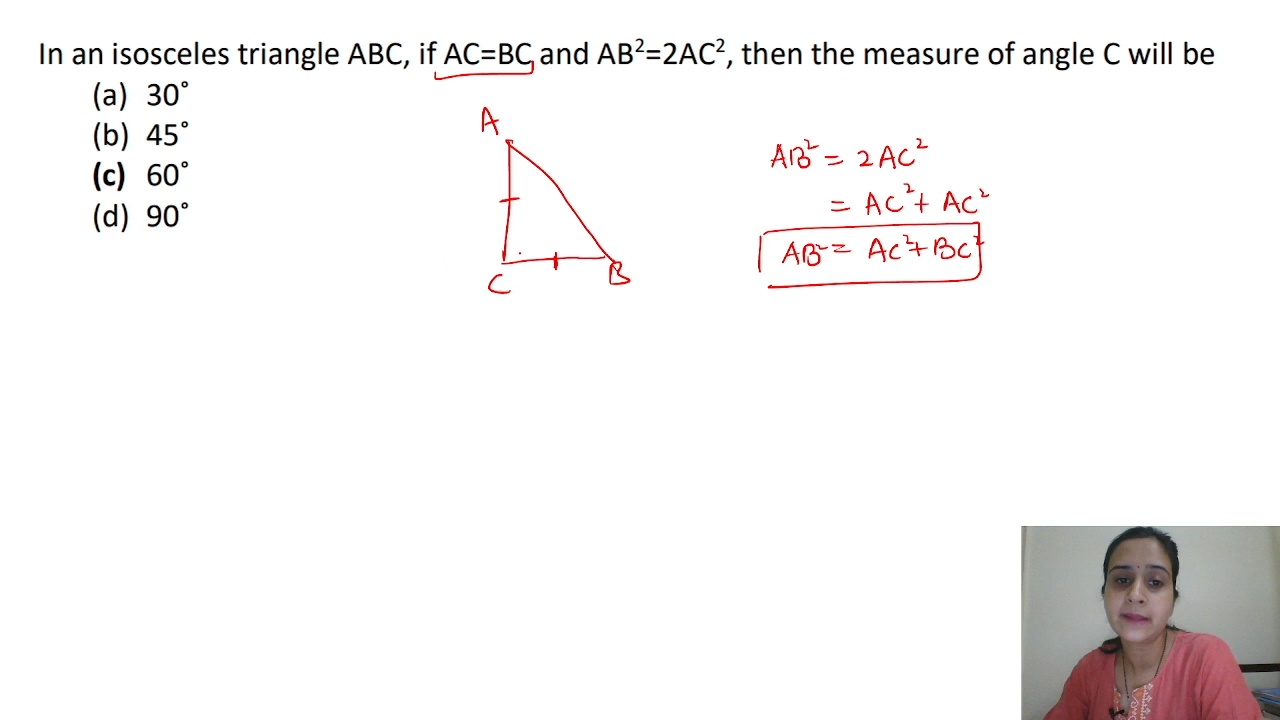 In an isosceles triangle ABC, if AC=BC and AB²=2AC², then the measure of angle C will be
(a) 30˚
(b) 45˚
(c) 60˚
(d) 90˚
A
C
B
AB² = 2AC²
= AC² + AC²
AB² = AC² + BC²